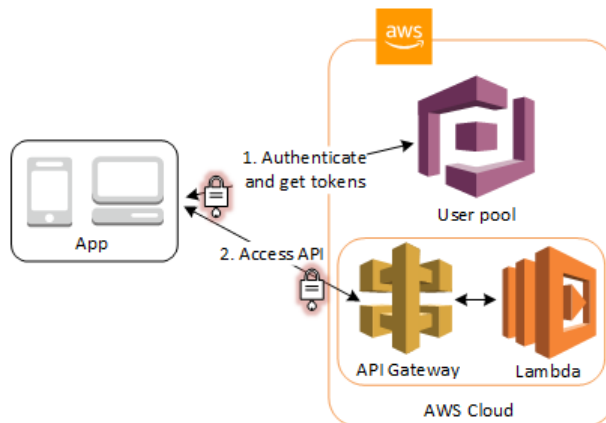 aws
1. Authenticate
and get tokens
User pool
App
2. Access API
API Gateway
Lambda
AWS Cloud